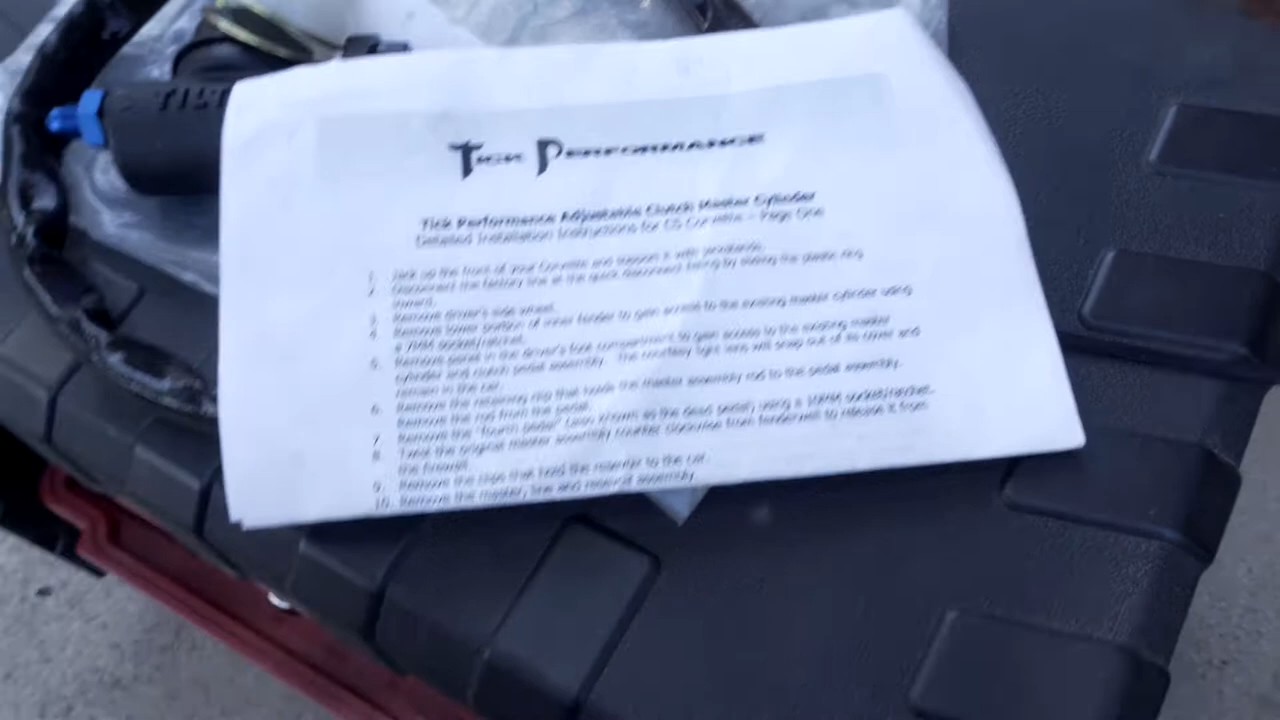 TILT
TICK PERFORMANCE
Tick Performance Adjustable Clutch Master Cylinder
Detailed Installation Instructions for C5 Corvette – Page One
1. Jack up the front of your Corvette and support it with jackstands.
2. Disconnect the factory line at the quick disconnect fitting by sliding the plastic ring
inward.
3. Remove driver's side wheel.
4. Remove lower portion of inner fender to gain access to the existing master cylinder using
a 7MM socket/ratchet.
5. Remove panel in the driver's foot compartment to gain access to the existing master
cylinder and clutch pedal assembly. The courtesy light lens will snap out of its cover and
remain in the car.
6. Remove the retaining clip that holds the master assembly rod to the pedal assembly.
Remove the rod from the pedal.
7. Remove the "fourth pedal" (also known as the dead pedal) using a 10MM socket/ratchet.
8. Twist the original master assembly counter clockwise from fenderwell to release it from
the firewall.
9. Remove the clips that hold the reservoir to the car.
10. Remove the master, line and reservoir assembly.